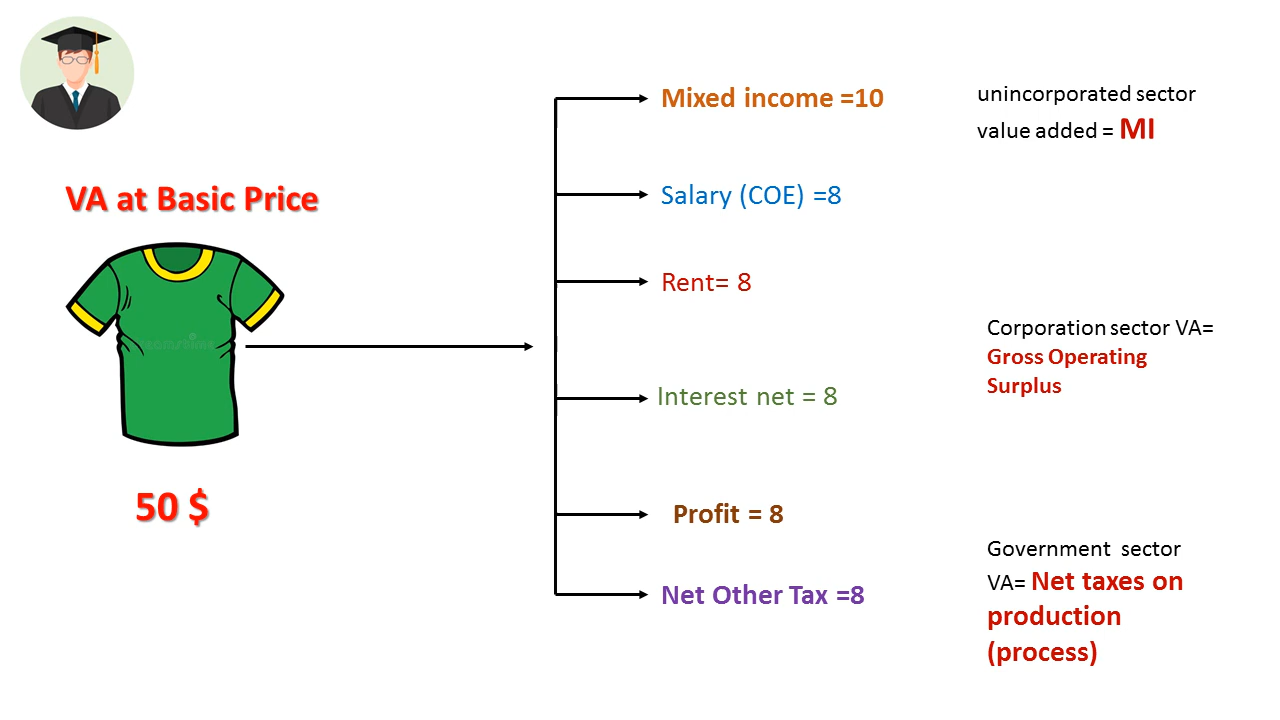 VA at Basic Price
50 $
Mixed income =10
Salary (COE) =8
Rent= 8
Interest net = 8
Profit = 8
Net Other Tax =8
unincorporated sector
value added = MI
Corporation sector VA=
Gross Operating
Surplus
Government sector
VA= Net taxes on
production
(process)